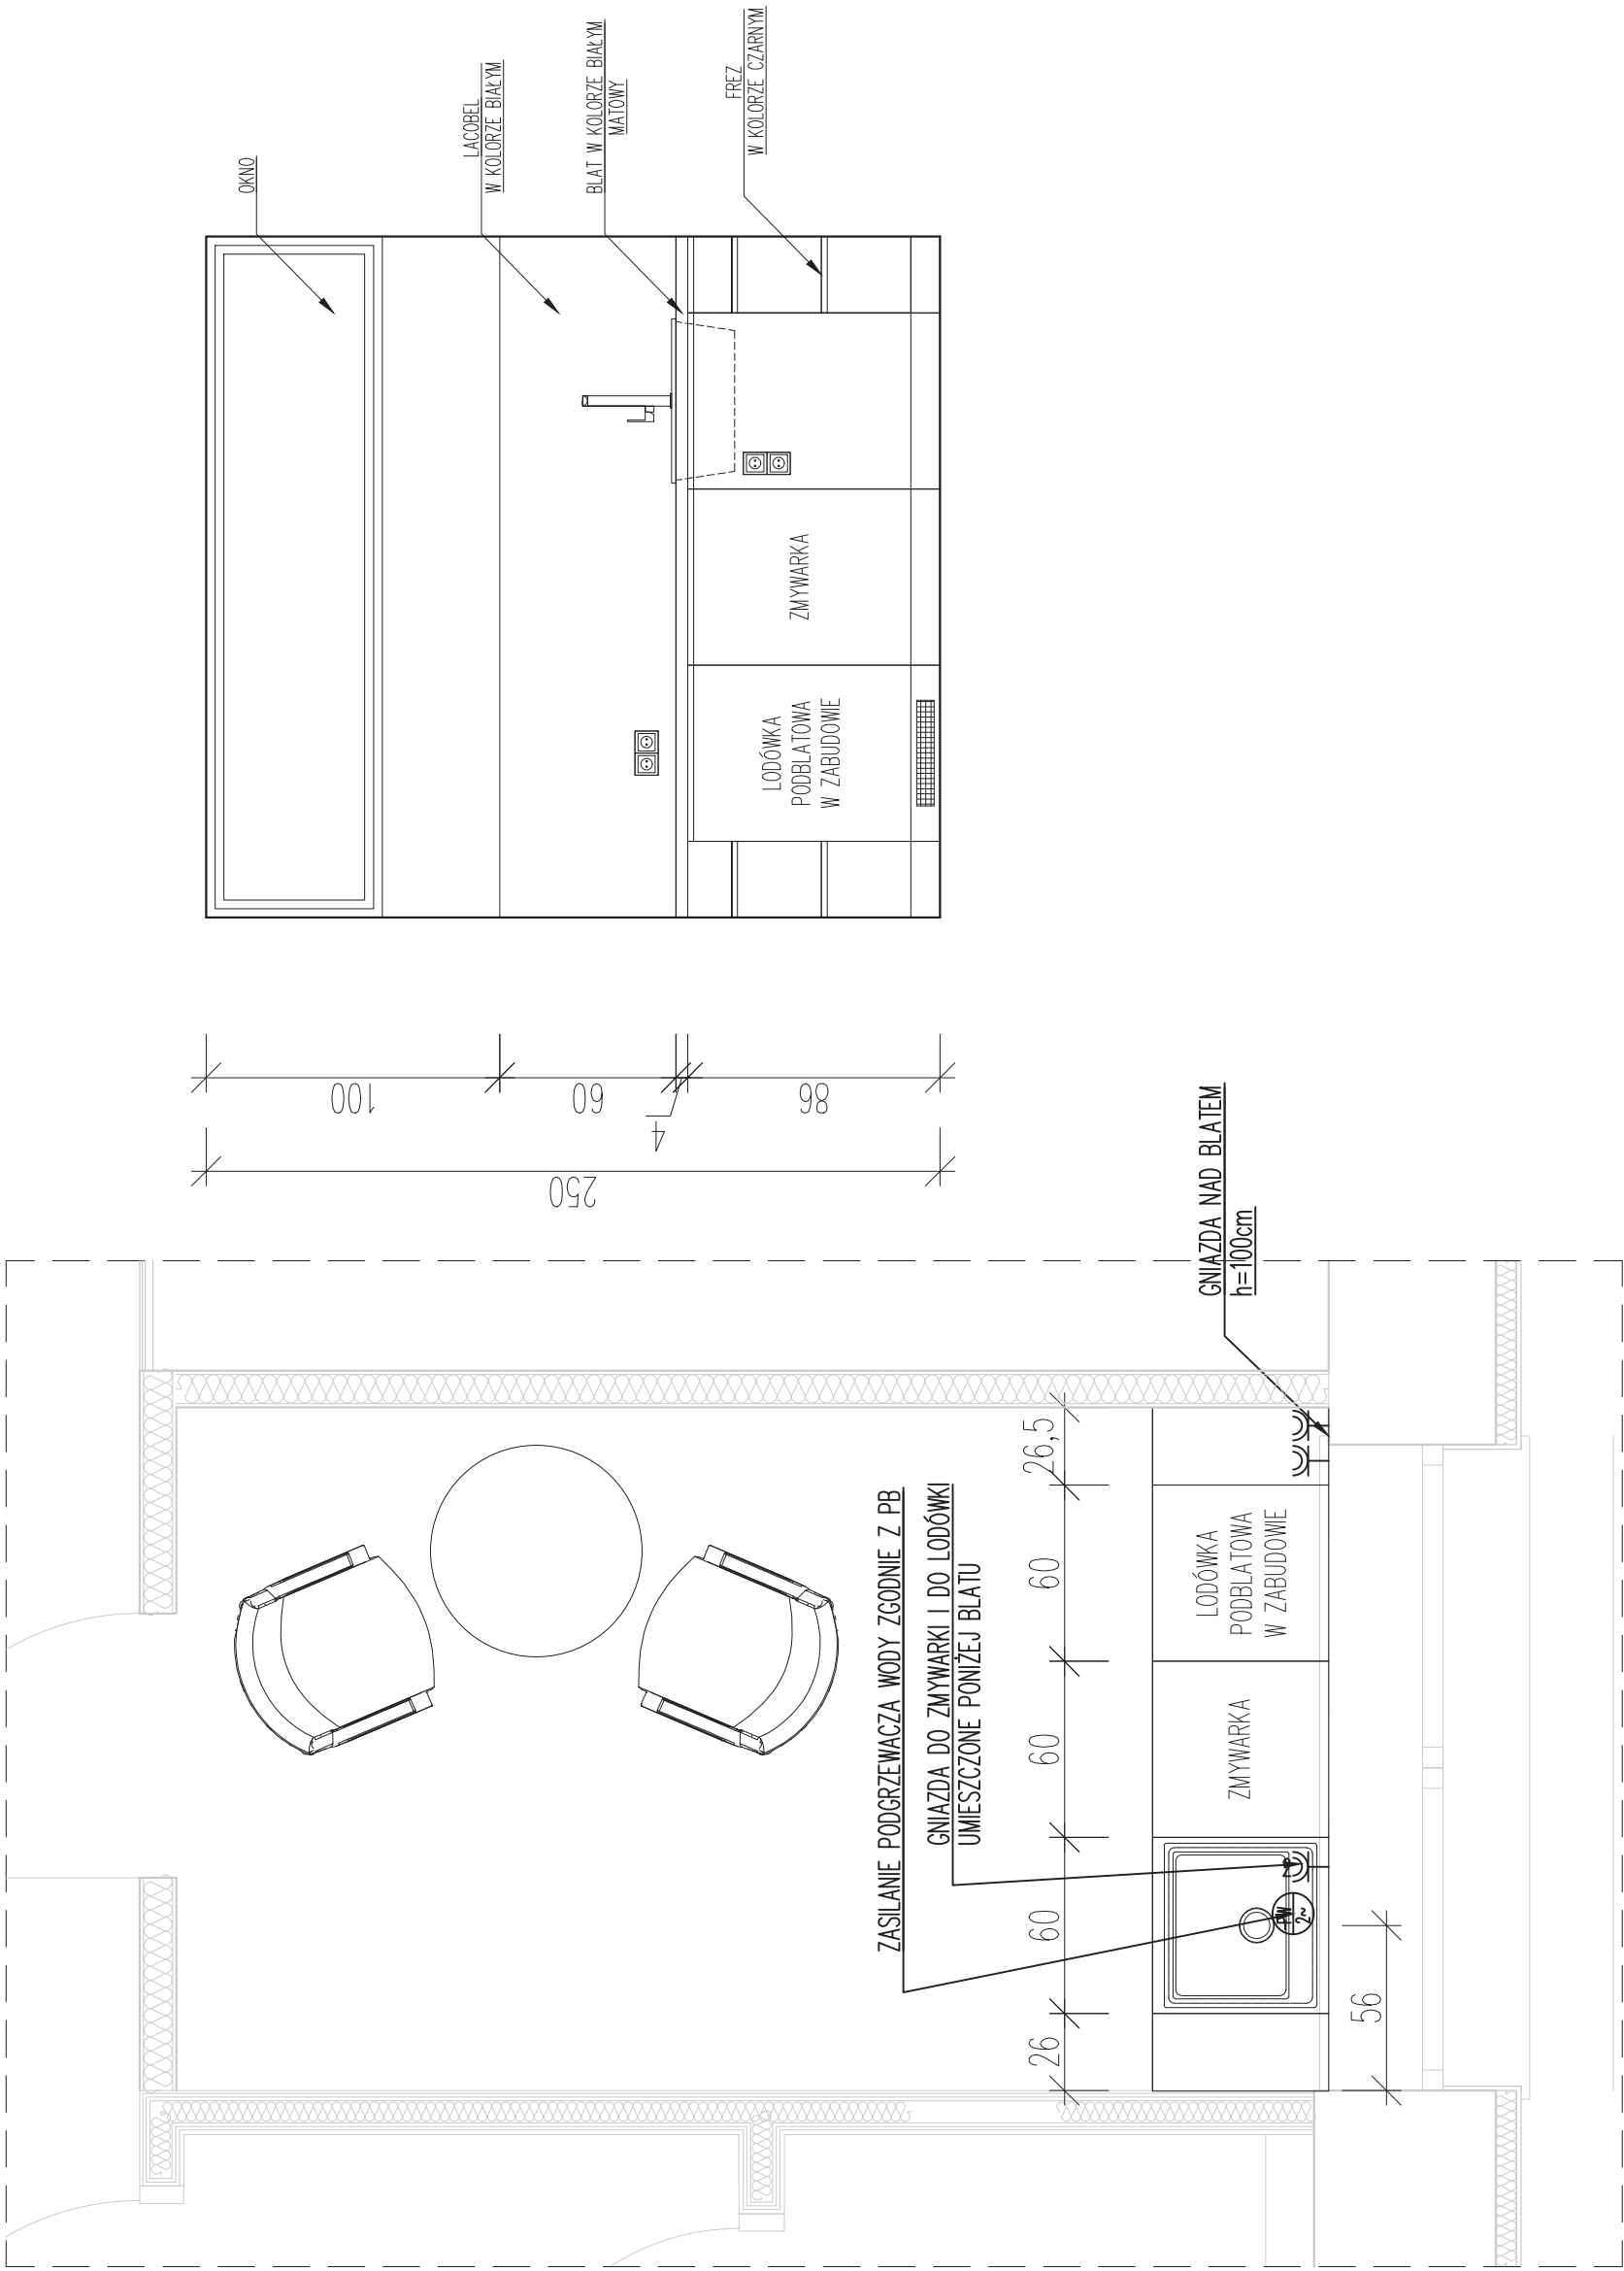 OKNO
LACOBEL
W KOLORZE BIAŁYM
BLAT W KOLORZE BIAŁYM
MATOWY
FREZ
W KOLORZE CZARNYM
ZMYWARKA
LODÓWKA
PODBLATOWA
W ZABUDOWIE
100
60
4
86
250
GNIAZDA NAD BLATEM
h=100cm
ZASILANIE PODGRZEWACZA WODY ZGODNIE Z PB
GNIAZDA DO ZMYWARKI I DO LODÓWKI
UMIESZCZONE PONIŻEJ BLATU
26,5
60
60
60
26
LODÓWKA
PODBLATOWA
W ZABUDOWIE
ZMYWARKA
PW
2~
56